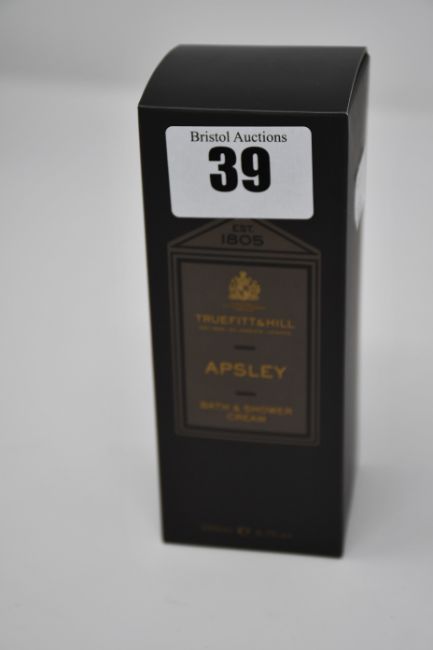 Bristol Auctions
39
EST.
1805
TRUEFITT & HILL
APSLEY
BATH & SHOWER
CREAM